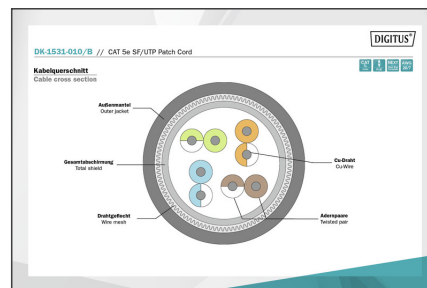 DIGITUS®
DK-1531-010/B // CAT 5e SF/UTP Patch Cord
Kabelquerschnitt
Cable cross section
Außenmantel
Outer jacket
Gesamtabschirmung
Total shield
Cu-Draht
Cu Wire
Drahtgeflecht
Wire mesh
Aderspaare
Twisted pair